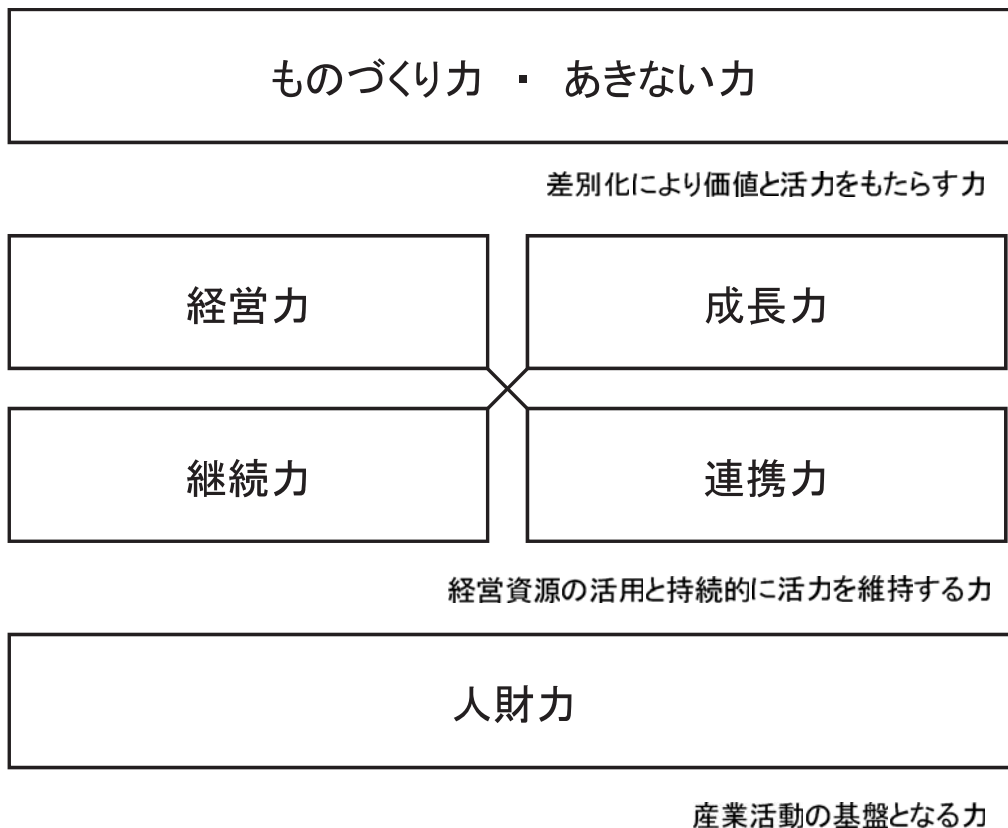 ものづくり力 ・ あきない力
差別化により価値と活力をもたらす力
経営力
成長力
継続力
連携力
経営資源の活用と持続的に活力を維持する力
人財力
産業活動の基盤となる力